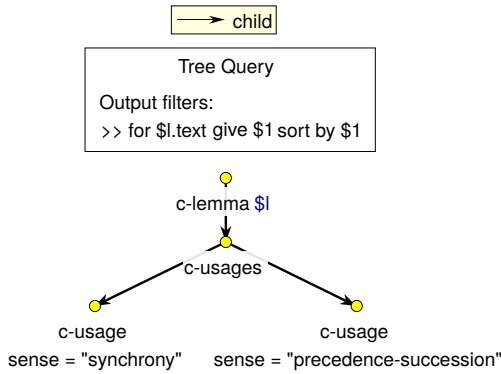 child
Tree Query
Output filters:
>> for $l.text give $1 sort by $1
c-lemma $l
c-usages
c-usage c-usage
sense = "synchrony" sense = "precedence-succession"